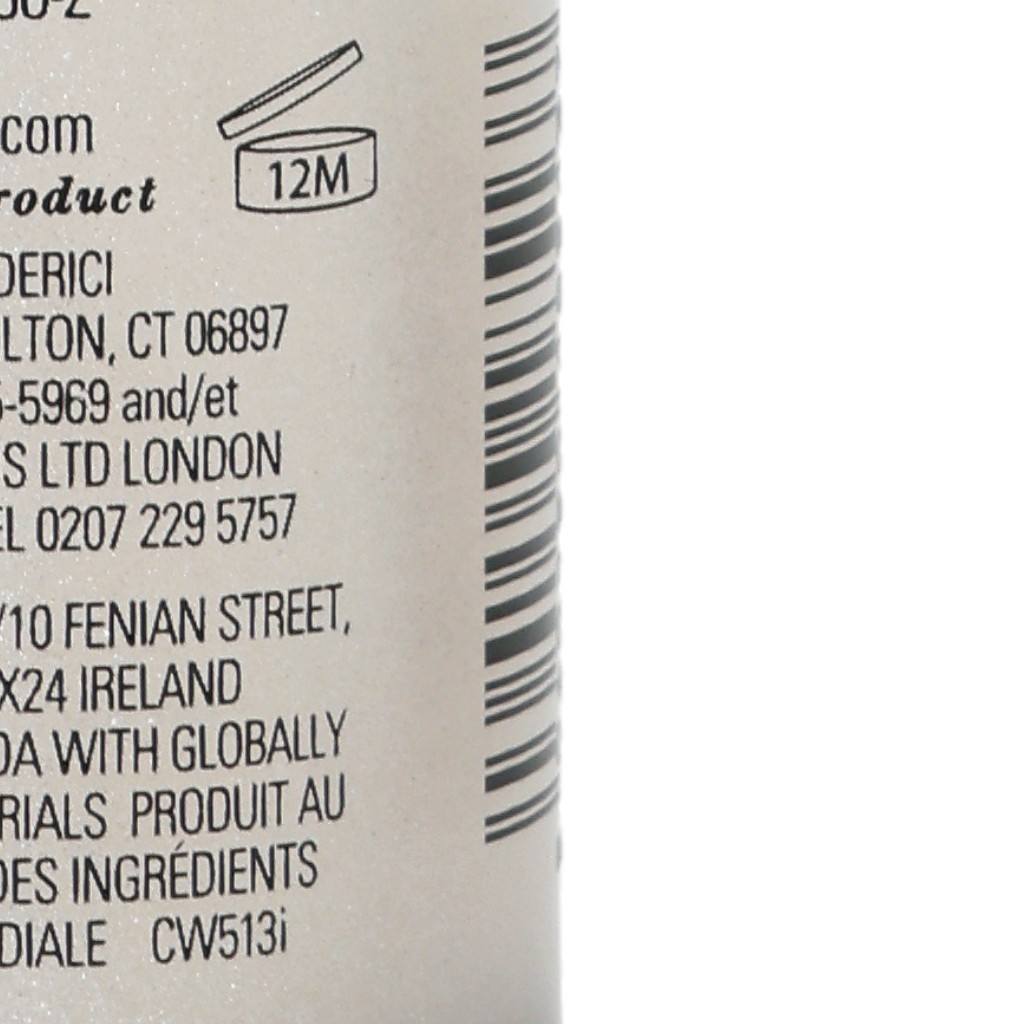 .com
12M
roduct
DERICI
LTON, CT 06897
-5969 and/et
S LTD LONDON
EL 0207 229 5757
/10 FENIAN STREET,
X24 IRELAND
DA WITH GLOBALLY
RIALS PRODUIT AU
DES INGRÉDIENTS
DIALE CW513i